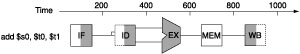 Time 200 400 600 800 1000
add $s0, $t0, $t1 IF ID EX MEM WB